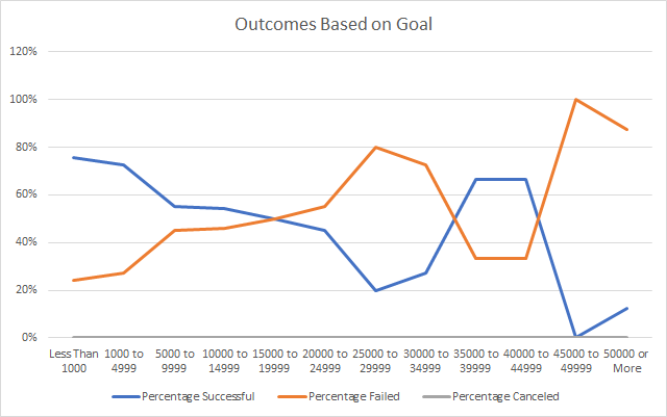 Outcomes Based on Goal
120%
100%
80%
60%
40%
20%
0%
Less Than 1000 to 5000 to 10000 to 15000 to 20000 to 25000 to 30000 to 35000 to 40000 to 45000 to 50000 or
1000 4999 9999 14999 19999 24999 29999 34999 39999 44999 49999 More
Percentage Successful Percentage Failed Percentage Canceled